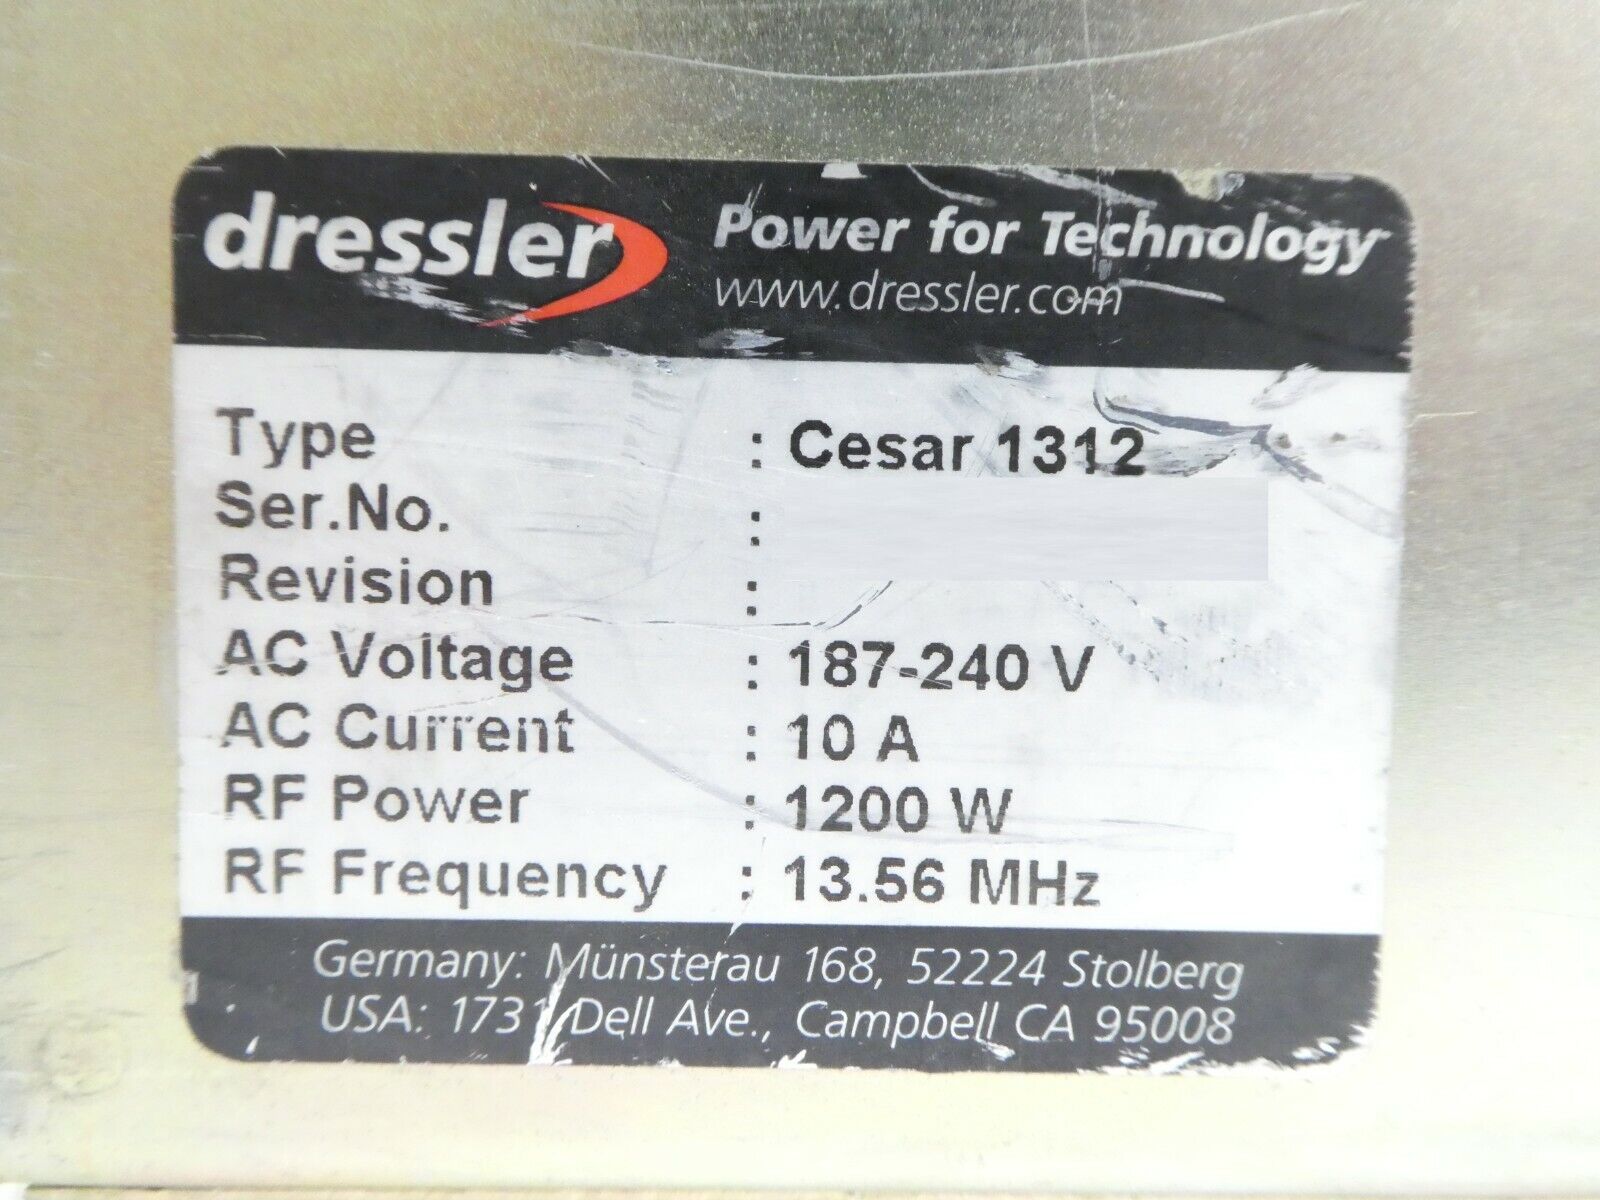 dressler
Power for Technology
www.dressler.com
Type : Cesar 1312
Ser.No. :
Revision :
AC Voltage : 187-240 V
AC Current : 10 A
RF Power : 1200 W
RF Frequency : 13.56 MHz
Germany: Münsterau 168, 52224 Stolberg
USA: 1731 Dell Ave., Campbell CA 95008